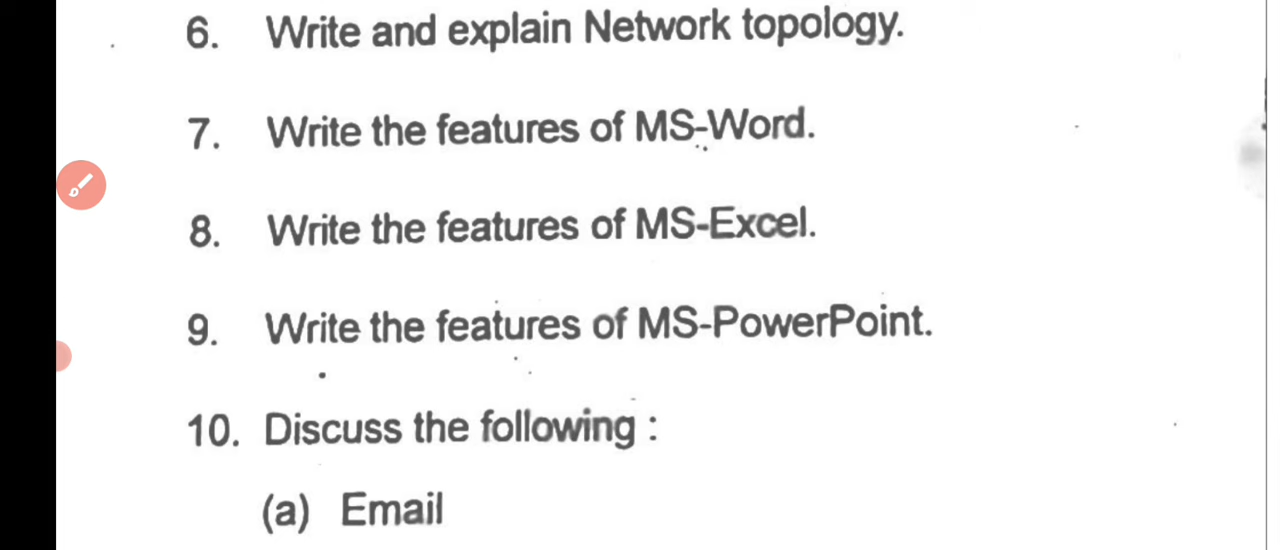 6. Write and explain Network topology.
7. Write the features of MS-Word.
8. Write the features of MS-Excel.
9. Write the features of MS-PowerPoint.
10. Discuss the following :
(a) Email